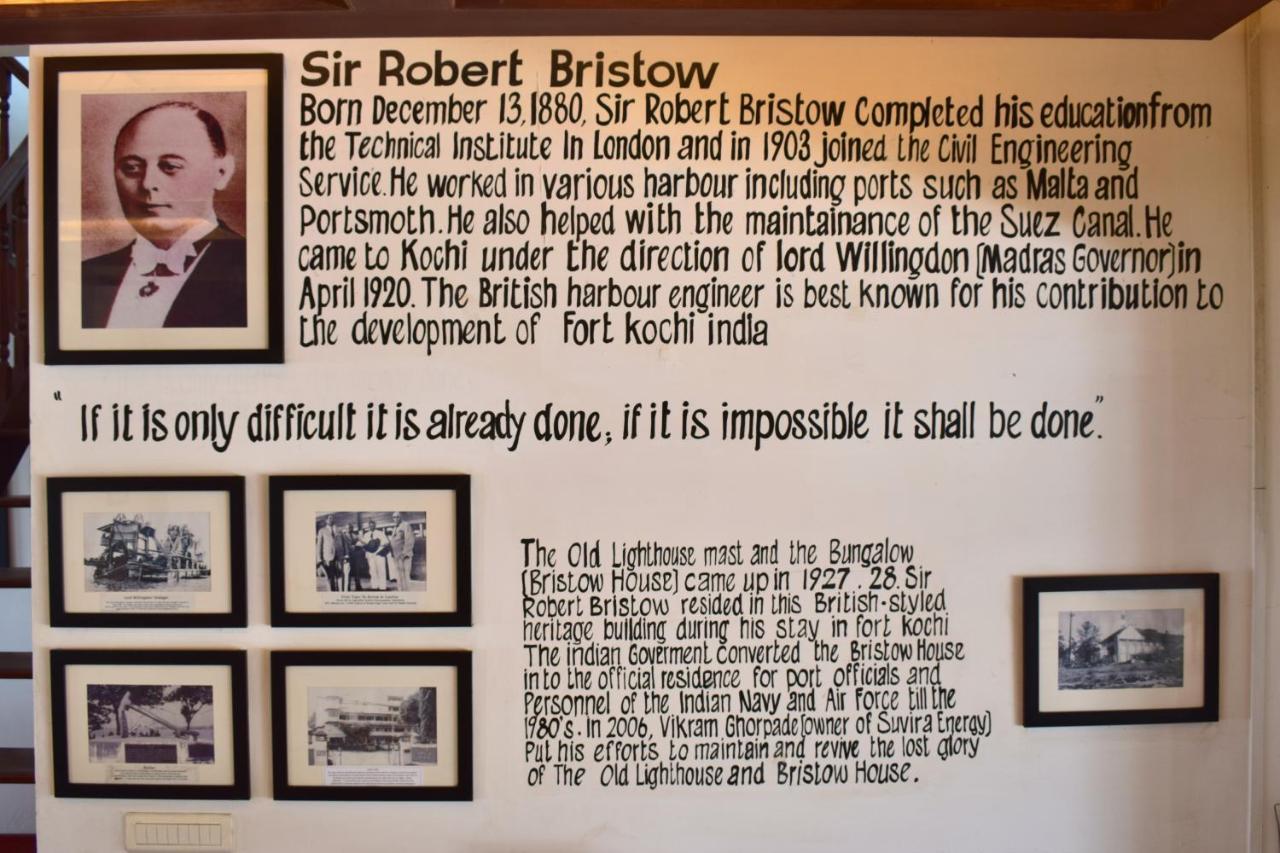 Sir Robert Bristow
Born December 13,1880, Sir Robert Bristow Completed his educationfrom
the Technical Institute In London and in 1903 joined the Civil Engineering
Service.He worked in various harbour including ports such as Malta and
Portsmoth.He also helped with the maintainance of the Suez Canal.He
came to Kochi under the direction of lord Willingdon (Madras Governor)in
April 1920. The British harbour engineer is best known for his contribution to
the development of Fort kochi india
"If it is only difficult it is already done; if it is impossible it shall be done"
The Old Lighthouse mast and the Bungalow
(Bristow House) came up in 1927.28. Sir
Robert Bristow resided in this British-styled
heritage building during his stay in fort kochi
The indian Goverment converted the Bristow House
in to the official residence for port officials and
Personnel of the Indian Navy and Air Force till the
1980's. In 2006, Vikram Ghorpade(owner of Suvira Energy)
Put his efforts to maintain and revive the lost glory
of The Old Lighthouse and Bristow House.